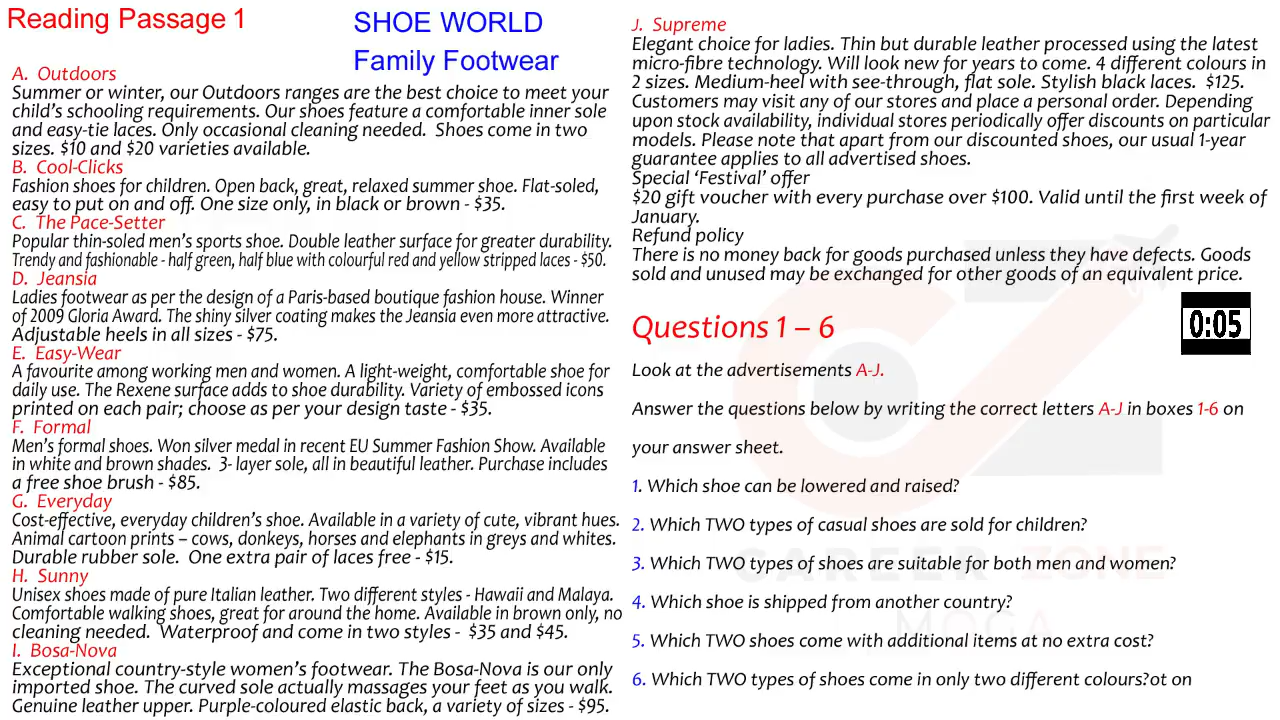 Reading Passage 1
SHOE WORLD
Family Footwear
A. Outdoors
Summer or winter, our Outdoors ranges are the best choice to meet your
child's schooling requirements. Our shoes feature a comfortable inner sole
and easy-tie laces. Only occasional cleaning needed. Shoes come in two
sizes. $10 and $20 varieties available.
B. Cool-Clicks
Fashion shoes for children. Open back, great, relaxed summer shoe. Flat-soled,
easy to put on and off. One size only, in black or brown - $35.
C. The Pace-Setter
Popular thin-soled men's sports shoe. Double leather surface for greater durability.
Trendy and fashionable - half green, half blue with colourful red and yellow stripped laces - $50.
D. Jeansia
Ladies footwear as per the design of a Paris-based boutique fashion house. Winner
of 2009 Gloria Award. The shiny silver coating makes the Jeansia even more attractive.
Adjustable heels in all sizes - $75.
E. Easy-Wear
A favourite among working men and women. A light-weight, comfortable shoe for
daily use. The Rexene surface adds to shoe durability. Variety of embossed icons
printed on each pair; choose as per your design taste - $35.
F. Formal
Men's formal shoes. Won silver medal in recent EU Summer Fashion Show. Available
in white and brown shades. 3- layer sole, all in beautiful leather. Purchase includes
a free shoe brush - $85.
G. Everyday
Cost-effective, everyday children's shoe. Available in a variety of cute, vibrant hues.
Animal cartoon prints – cows, donkeys, horses and elephants in greys and whites.
Durable rubber sole. One extra pair of laces free - $15.
H. Sunny
Unisex shoes made of pure Italian leather. Two different styles - Hawaii and Malaya.
Comfortable walking shoes, great for around the home. Available in brown only, no
cleaning needed. Waterproof and come in two styles - $35 and $45.
I. Bosa-Nova
Exceptional country-style women's footwear. The Bosa-Nova is our only
imported shoe. The curved sole actually massages your feet as you walk.
Genuine leather upper. Purple-coloured elastic back, a variety of sizes - $95.
J. Supreme
Elegant choice for ladies. Thin but durable leather processed using the latest
micro-fibre technology. Will look new for years to come. 4 different colours in
2 sizes. Medium-heel with see-through, flat sole. Stylish black laces. $125.
Customers may visit any of our stores and place a personal order. Depending
upon stock availability, individual stores periodically offer discounts on particular
models. Please note that apart from our discounted shoes, our usual 1-year
guarantee applies to all advertised shoes.
Special 'Festival' offer
$20 gift voucher with every purchase over $100. Valid until the first week of
January.
Refund policy
There is no money back for goods purchased unless they have defects. Goods
sold and unused may be exchanged for other goods of an equivalent price.
0:05
Questions 1 – 6
Look at the advertisements A-J.
Answer the questions below by writing the correct letters A-J in boxes 1-6 on
your answer sheet.
1. Which shoe can be lowered and raised?
2. Which TWO types of casual shoes are sold for children?
3. Which TWO types of shoes are suitable for both men and women?
4. Which shoe is shipped from another country?
5. Which TWO shoes come with additional items at no extra cost?
6. Which TWO types of shoes come in only two different colours?ot on
CAREER ZONE
MOGA